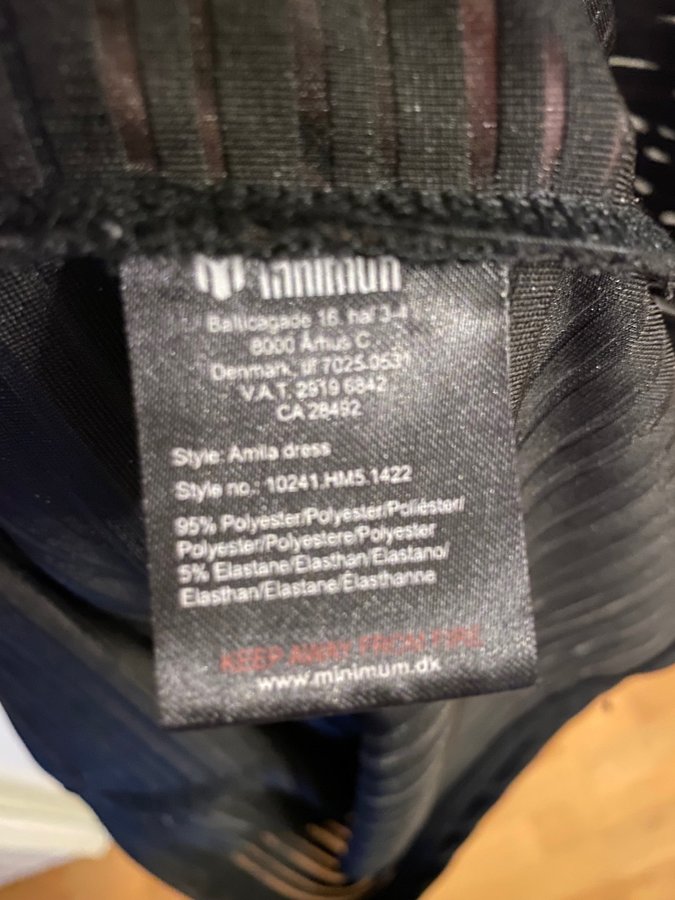 minimum
Balticagade 16, hal 3-4
8000 Århus C
Denmark, tlf 7025 0531
V.A.T. 2919 6842
CA 28492
Style: Amila dress
Style no.: 10241.HM5.1422
95% Polyester/Polyester/Poliéster/
Polyester/Polyestere/Polyester
5% Elastane/Elasthan/Elastano/
Elasthan/Elastane/Élasthanne
KEEP AWAY FROM FIRE
www.minimum.dk